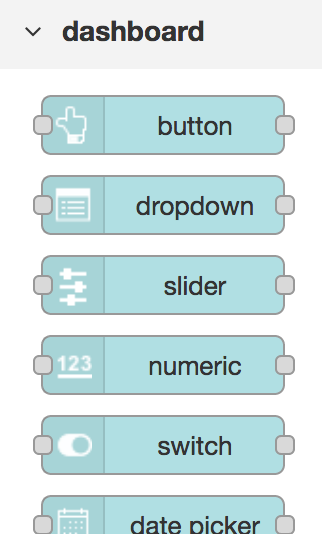 dashboard
button
dropdown
slider
123
numeric
switch
date picker